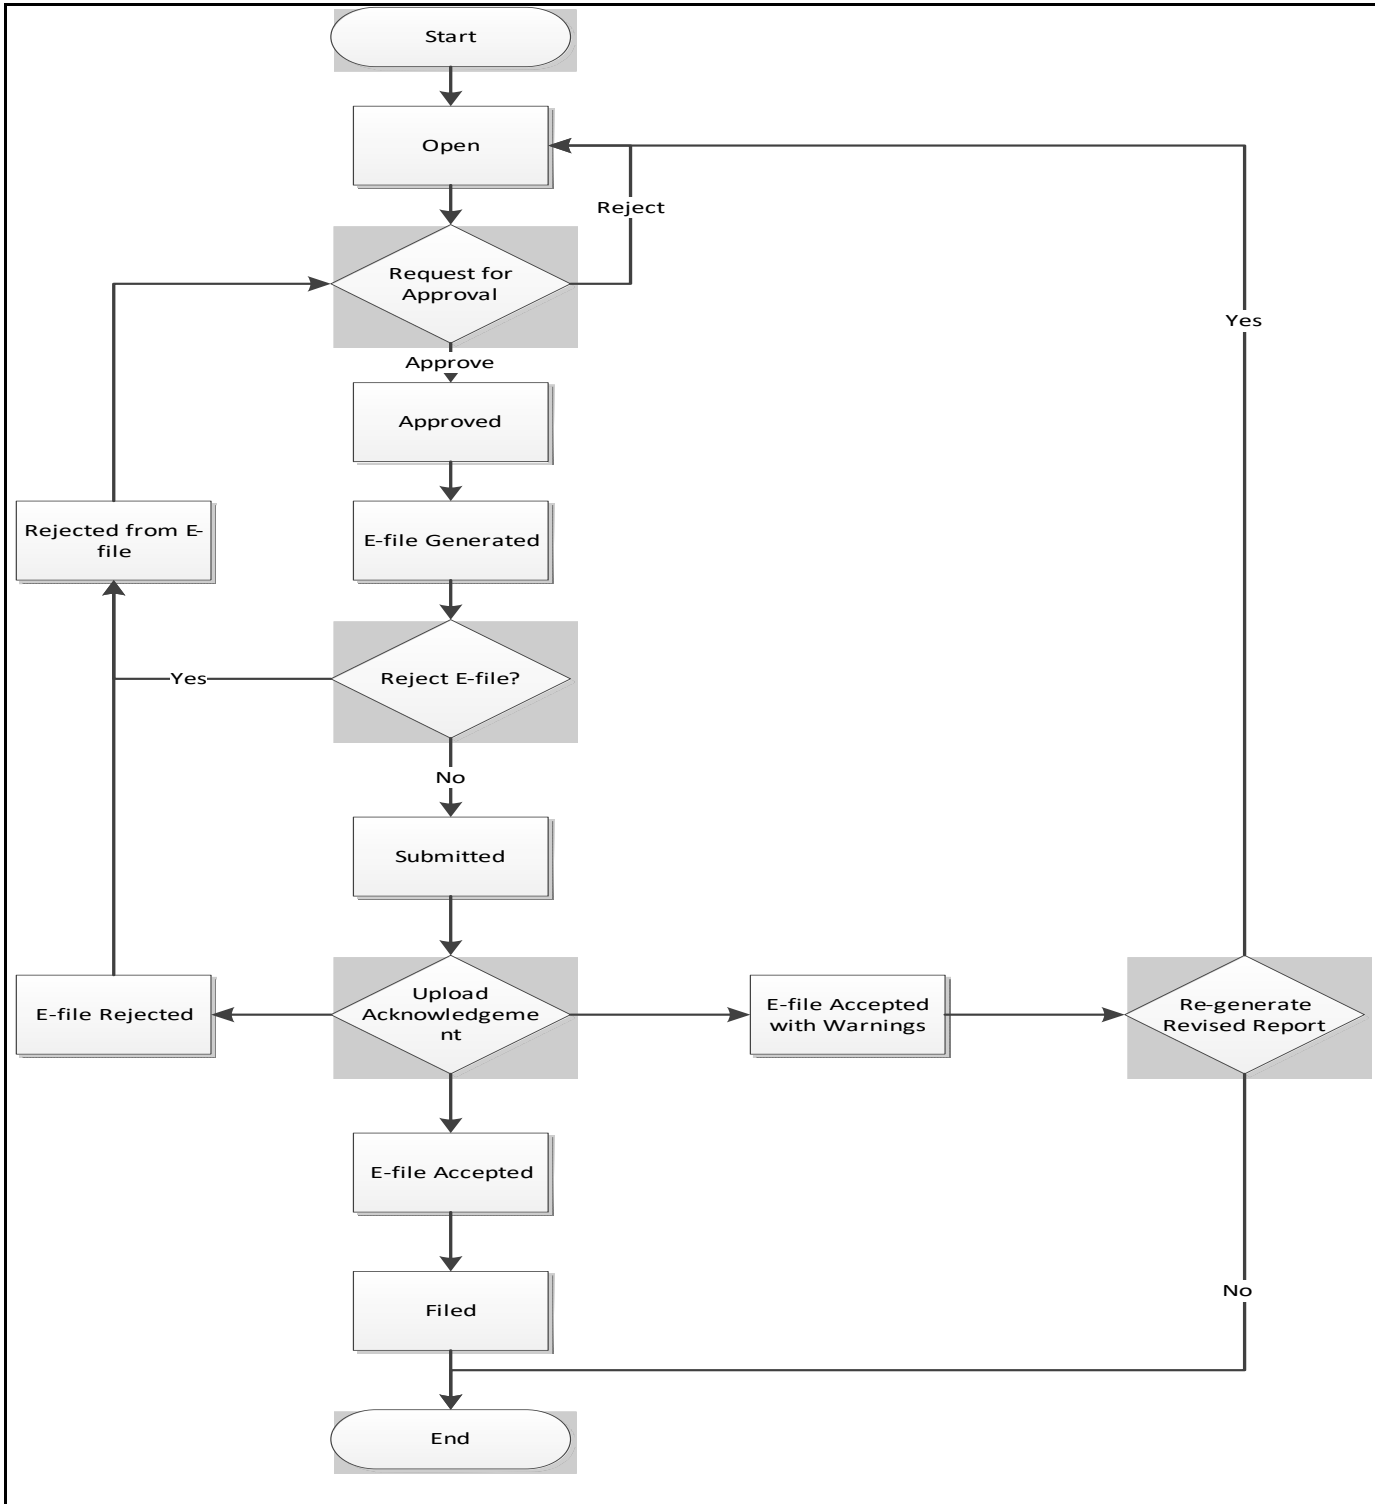 Start
Open
Reject
Request for
Approval
Yes
Approve
Approved
Rejected from E-
file
E-file Generated
Yes
Reject E-file?
No
Submitted
E-file Rejected
Upload
Acknowledgeme
nt
E-file Accepted
with Warnings
Re-generate
Revised Report
E-file Accepted
Filed
No
End